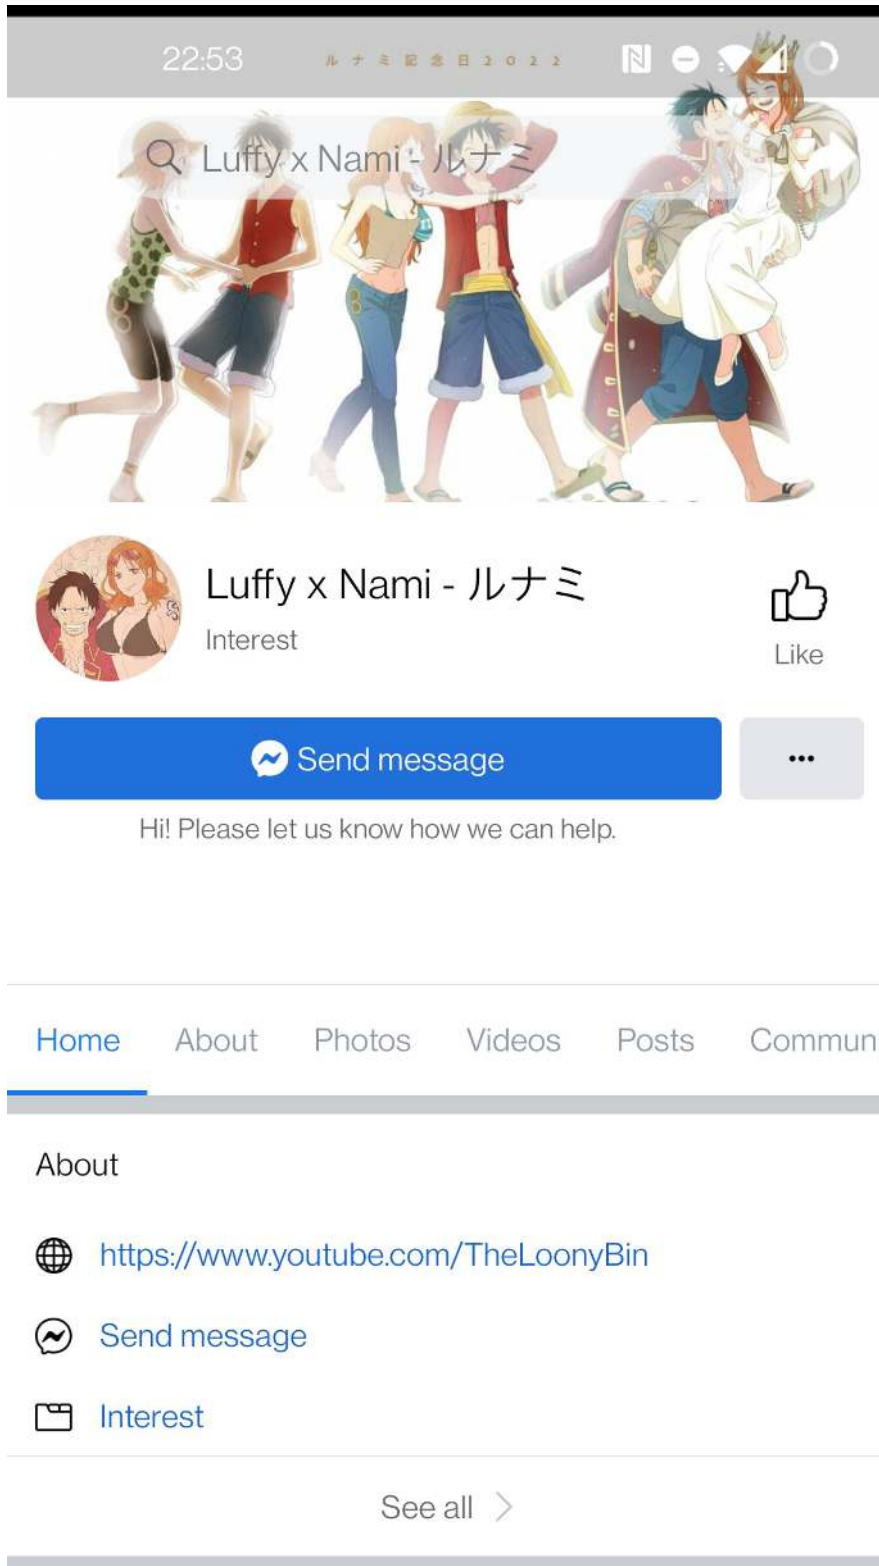 22:53
ルナミ記念日2022
Luffy x Nami - ルナミ
Luffy x Nami - ルナミ
Interest
Like
Send message
Hi! Please let us know how we can help.
Home About Photos Videos Posts Commun
About
https://www.youtube.com/TheLoonyBin
Send message
Interest
See all